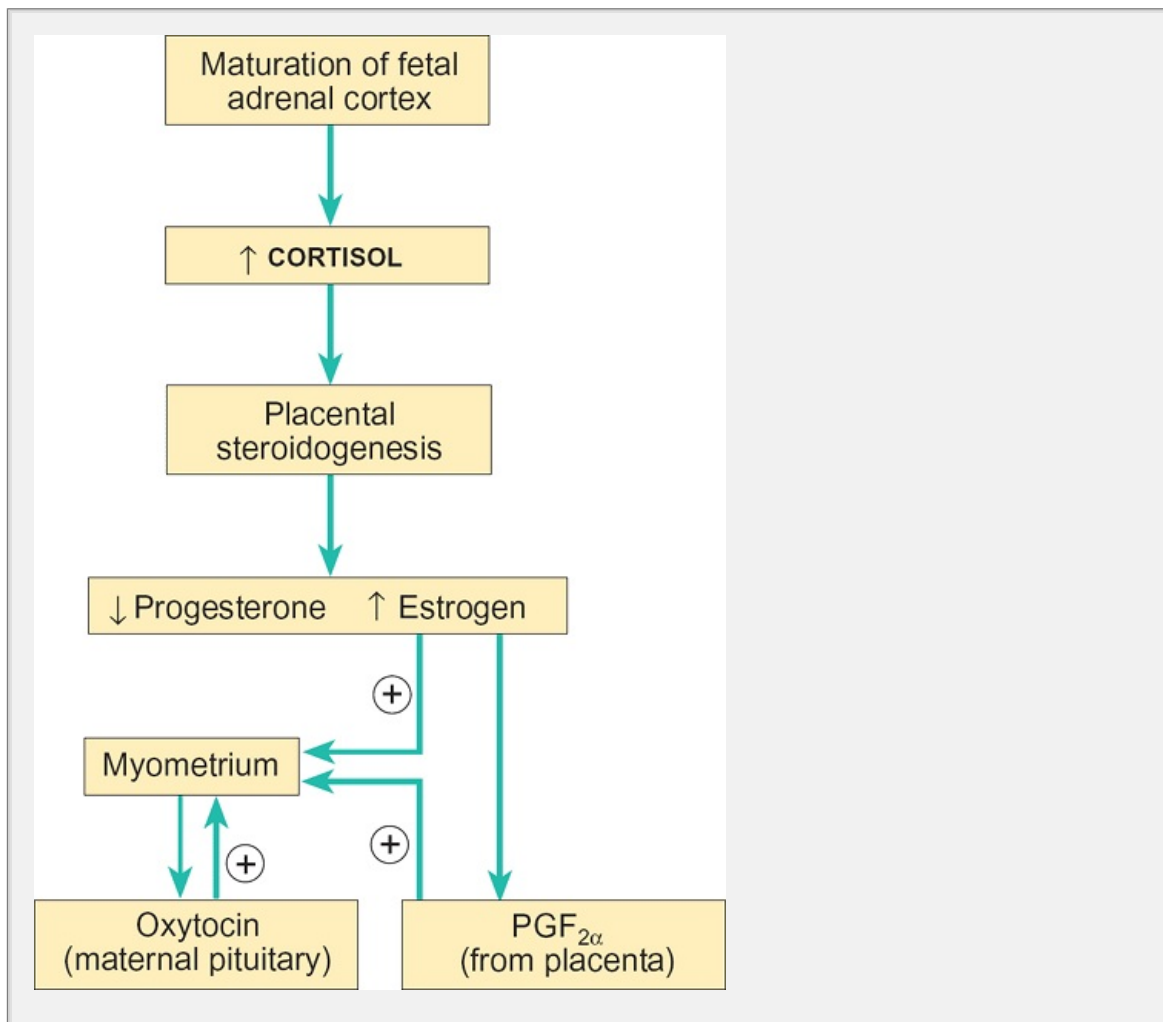 Maturation of fetal
adrenal cortex
↑ CORTISOL
Placental
steroidogenesis
↓ Progesterone ↑ Estrogen
+
Myometrium
+
+
Oxytocin
(maternal pituitary)
PGF2α
(from placenta)